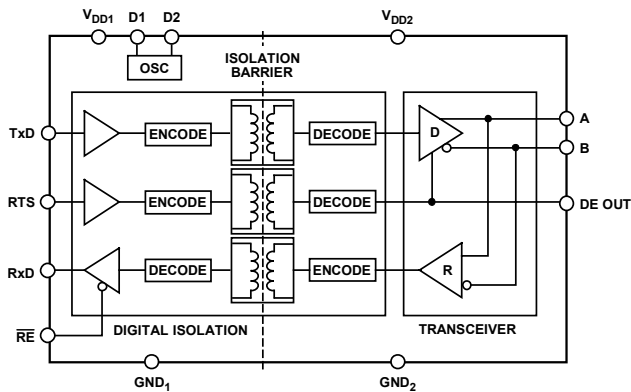 VDD1 D1 D2 VDD2
OSC
ISOLATION
BARRIER
TxD ENCODE DECODE D A
B
RTS ENCODE DECODE DE OUT
RxD DECODE ENCODE R
RE
DIGITAL ISOLATION TRANSCEIVER
GND1 GND2